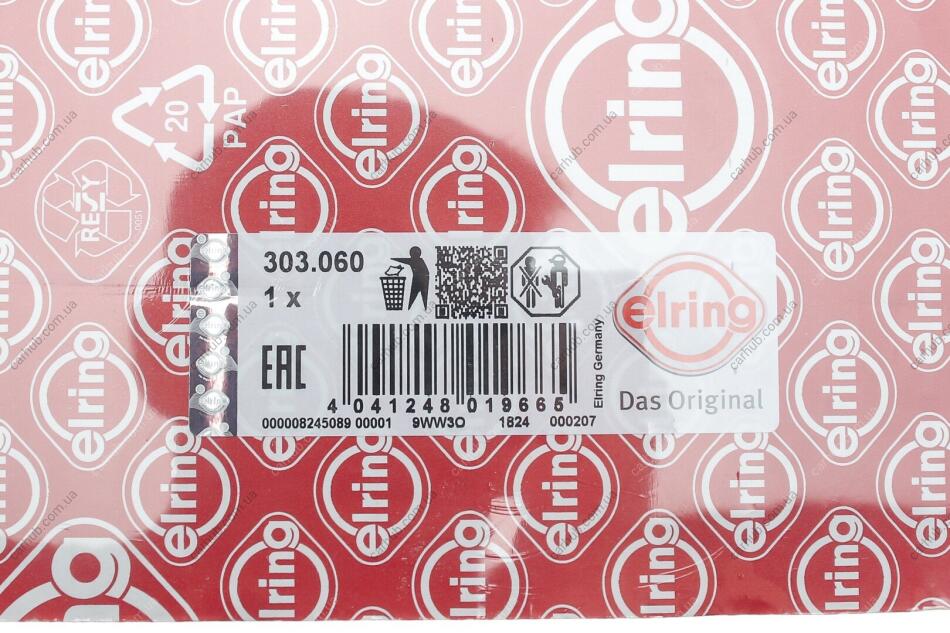 20
PAP
RESY
0051
303.060
1 x
EAC
4 041248 019665
000008245089 00001 9WW3O 1824 000207
Elring Germany
elring
Das Original
elring
carhub.com.ua